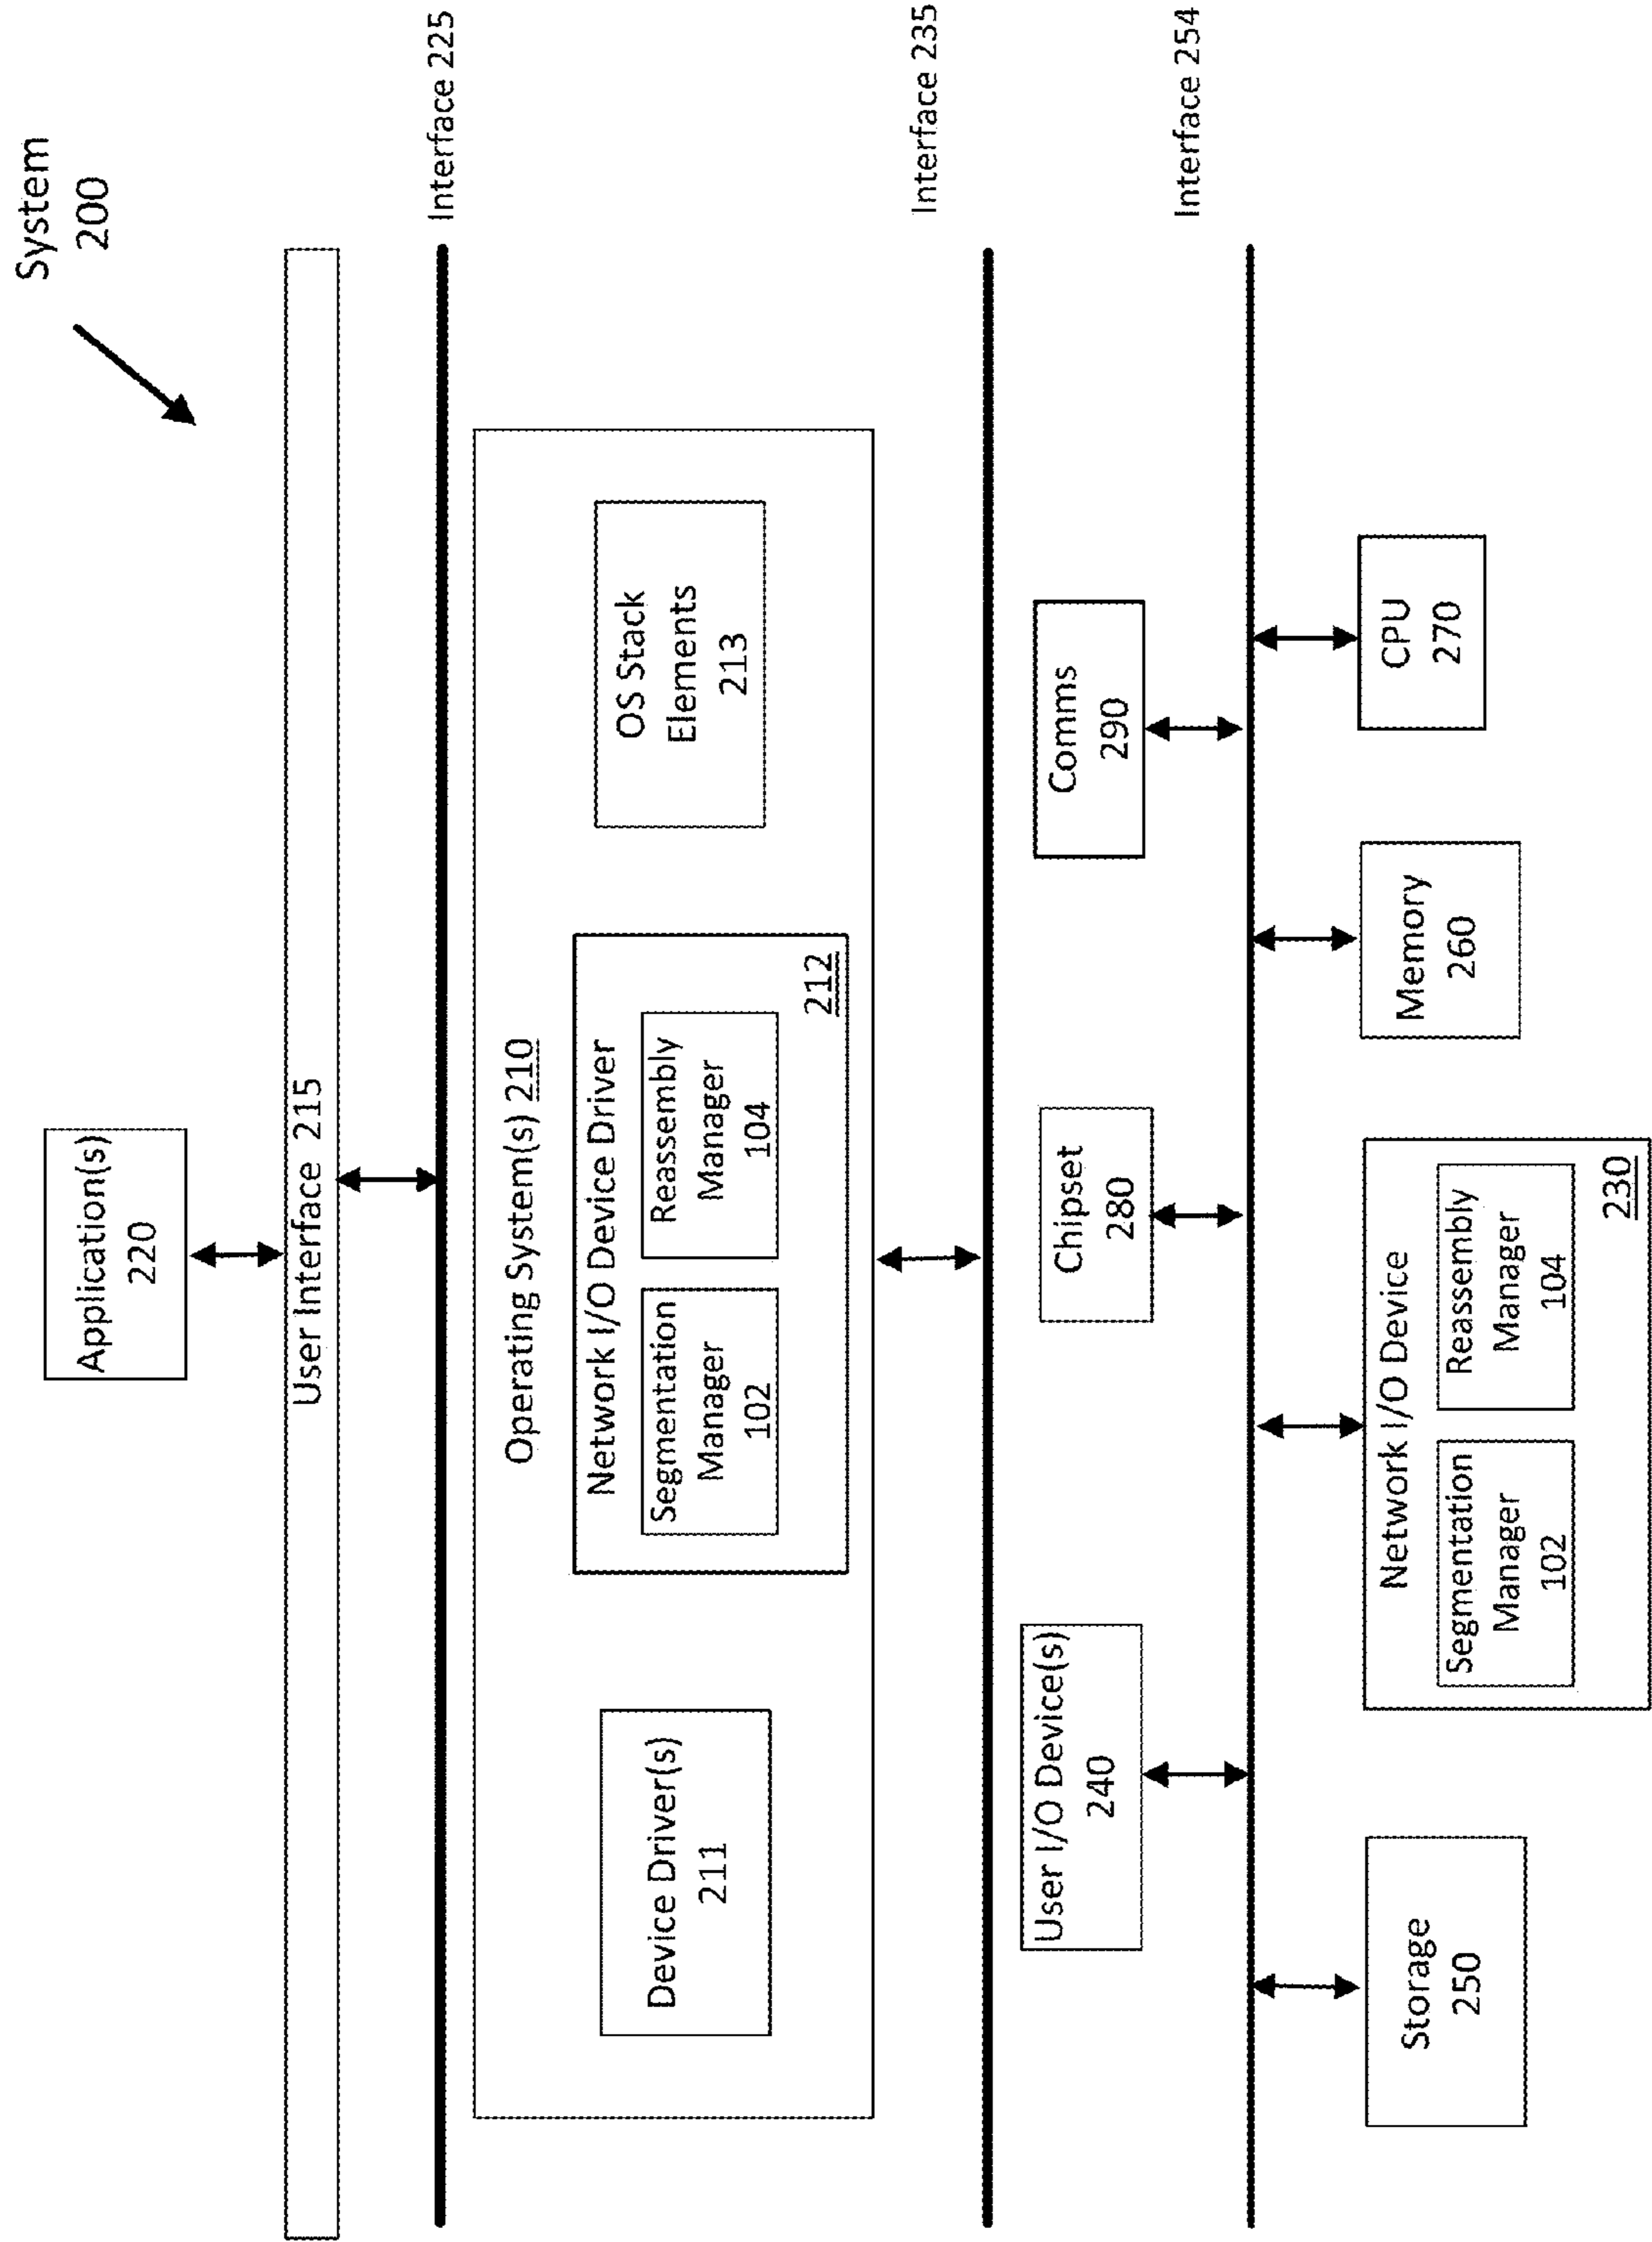 System
200
Application(s)
220
User Interface 215
Interface 225
Operating System(s) 210
Device Driver(s)
211
Network I/O Device Driver
Segmentation
Manager
102
Reassembly
Manager
104
212
OS Stack
Elements
213
Interface 235
User I/O Device(s)
240
Chipset
280
Comms
290
Interface 254
Storage
250
Network I/O Device
Segmentation
Manager
102
Reassembly
Manager
104
230
Memory
260
CPU
270